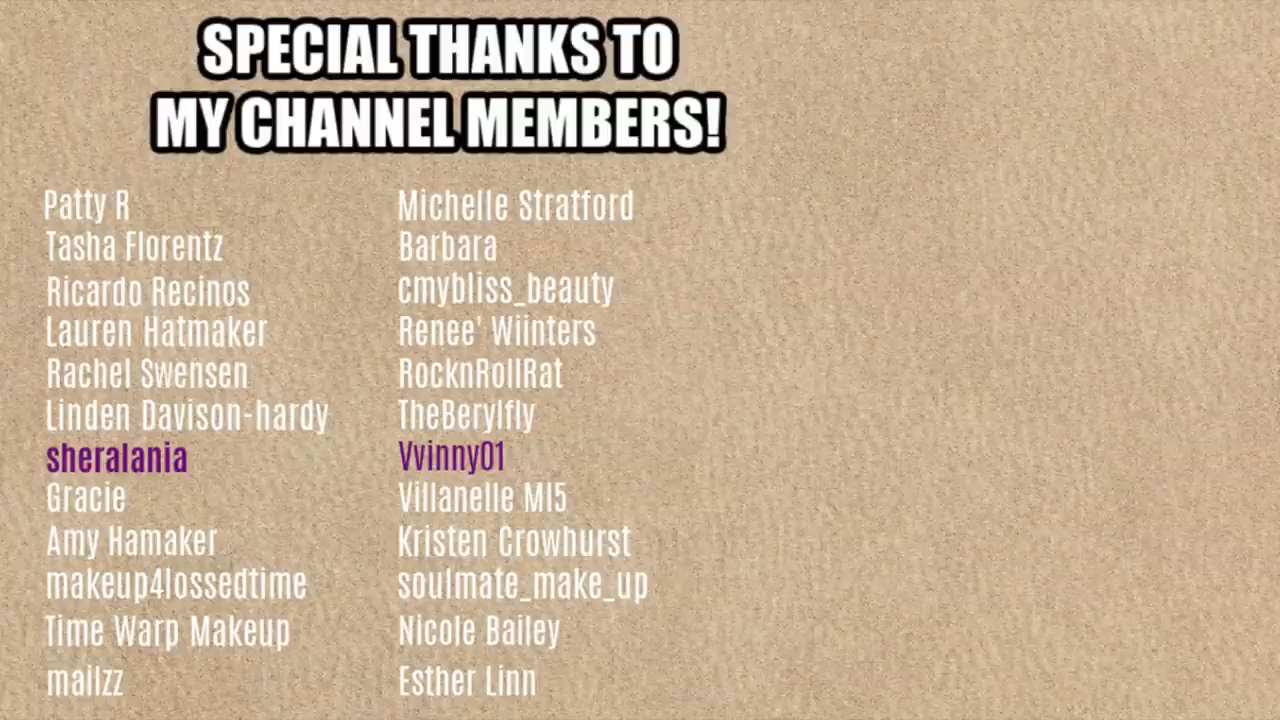 SPECIAL THANKS TO
MY CHANNEL MEMBERS!
Patty R
Tasha Florentz
Ricardo Recinos
Lauren Hatmaker
Rachel Swensen
Linden Davison-hardy
sheralania
Gracie
Amy Hamaker
makeup4lossedtime
Time Warp Makeup
mailzz
Michelle Stratford
Barbara
cmybliss_beauty
Renee' Wiinters
RocknRollRat
TheBerylfly
Vvinny01
Villanelle MI5
Kristen Crowhurst
soulmate_make_up
Nicole Bailey
Esther Linn